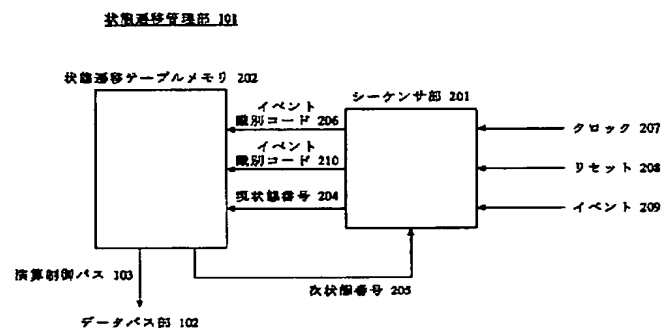 状態遷移管理部 101
状態遷移テーブルメモリ 202
シーケンサ部 201
イベント
識別コード 206
クロック 207
イベント
識別コード 210
リセット 208
現状態番号 204
イベント 209
演算制御パス 103
次状態番号 205
データパス部 102